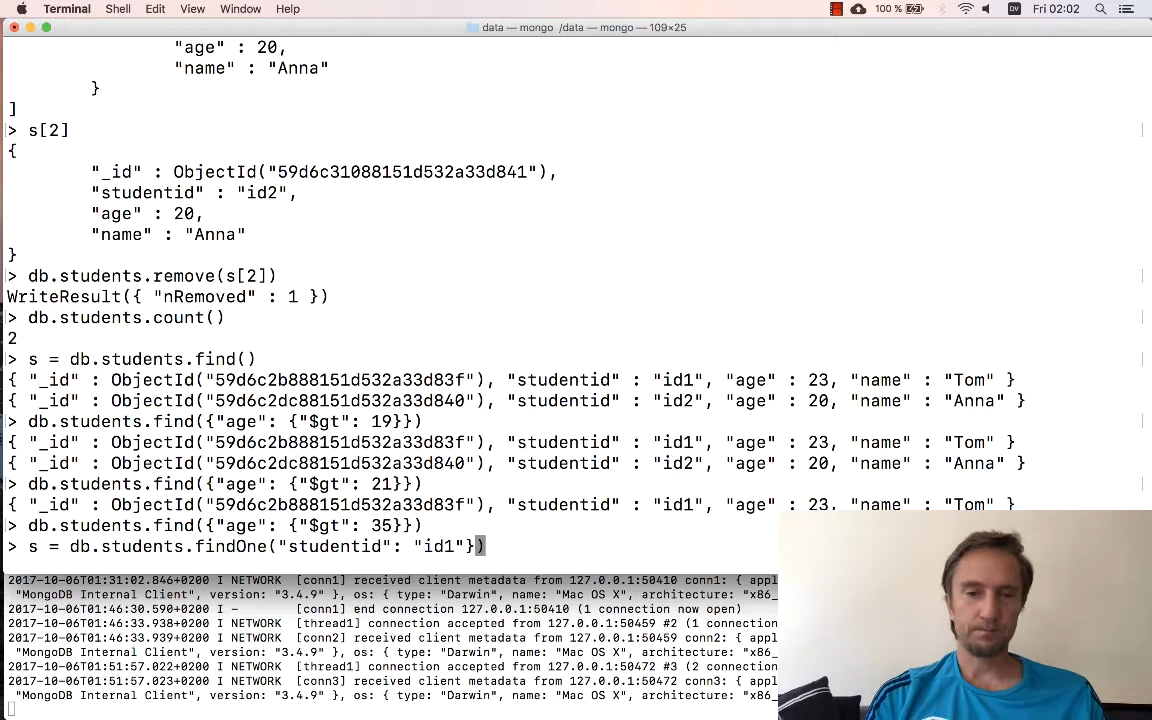 Terminal Shell Edit View Window Help 100 % DV Fri 02:02
data — mongo /data — mongo — 109×25
"age" : 20,
"name" : "Anna"
}
]
> s[2]
{
"_id" : ObjectId("59d6c31088151d532a33d841"),
"studentid" : "id2",
"age" : 20,
"name" : "Anna"
}
> db.students.remove(s[2])
WriteResult({ "nRemoved" : 1 })
> db.students.count()
2
> s = db.students.find()
{ "_id" : ObjectId("59d6c2b888151d532a33d83f"), "studentid" : "id1", "age" : 23, "name" : "Tom" }
{ "_id" : ObjectId("59d6c2dc88151d532a33d840"), "studentid" : "id2", "age" : 20, "name" : "Anna" }
> db.students.find({"age": {"$gt": 19}})
{ "_id" : ObjectId("59d6c2b888151d532a33d83f"), "studentid" : "id1", "age" : 23, "name" : "Tom" }
{ "_id" : ObjectId("59d6c2dc88151d532a33d840"), "studentid" : "id2", "age" : 20, "name" : "Anna" }
> db.students.find({"age": {"$gt": 21}})
{ "_id" : ObjectId("59d6c2b888151d532a33d83f"), "studentid" : "id1", "age" : 23, "name" : "Tom" }
> db.students.find({"age": {"$gt": 35}})
> s = db.students.findOne("studentid": "id1"})
2017-10-06T01:31:02.846+0200 I NETWORK [conn1] received client metadata from 127.0.0.1:50410 conn1: { appl
"MongoDB Internal Client", version: "3.4.9" }, os: { type: "Darwin", name: "Mac OS X", architecture: "x86_
2017-10-06T01:46:30.590+0200 I - [conn1] end connection 127.0.0.1:50410 (1 connection now open)
2017-10-06T01:46:33.938+0200 I NETWORK [thread1] connection accepted from 127.0.0.1:50459 #2 (1 connection
2017-10-06T01:46:33.939+0200 I NETWORK [conn2] received client metadata from 127.0.0.1:50459 conn2: { appl
"MongoDB Internal Client", version: "3.4.9" }, os: { type: "Darwin", name: "Mac OS X", architecture: "x86_
2017-10-06T01:51:57.022+0200 I NETWORK [thread1] connection accepted from 127.0.0.1:50472 #3 (2 connection
2017-10-06T01:51:57.023+0200 I NETWORK [conn3] received client metadata from 127.0.0.1:50472 conn3: { appl
"MongoDB Internal Client", version: "3.4.9" }, os: { type: "Darwin", name: "Mac OS X", architecture: "x86_